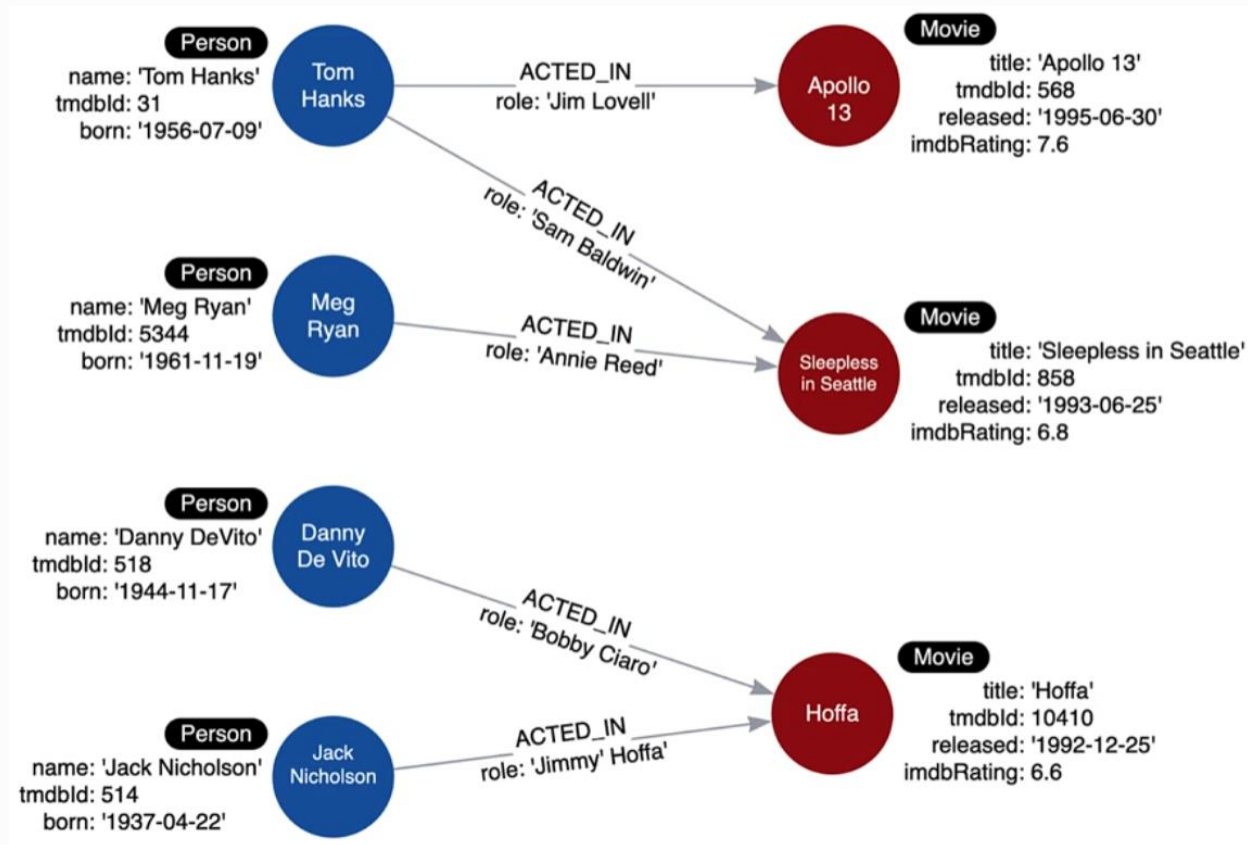 Person
name: 'Tom Hanks'
tmdbId: 31
born: '1956-07-09'
Tom
Hanks
ACTED_IN
role: 'Jim Lovell'
Apollo
13
Movie
title: 'Apollo 13'
tmdbId: 568
released: '1995-06-30'
imdbRating: 7.6
ACTED_IN
role: 'Sam Baldwin'
Person
name: 'Meg Ryan'
tmdbId: 5344
born: '1961-11-19'
Meg
Ryan
ACTED_IN
role: 'Annie Reed'
Sleepless
in Seattle
Movie
title: 'Sleepless in Seattle'
tmdbId: 858
released: '1993-06-25'
imdbRating: 6.8
Person
name: 'Danny DeVito'
tmdbId: 518
born: '1944-11-17'
Danny
De Vito
ACTED_IN
role: 'Bobby Ciaro'
Person
name: 'Jack Nicholson'
tmdbId: 514
born: '1937-04-22'
Jack
Nicholson
ACTED_IN
role: 'Jimmy' Hoffa'
Hoffa
Movie
title: 'Hoffa'
tmdbId: 10410
released: '1992-12-25'
imdbRating: 6.6